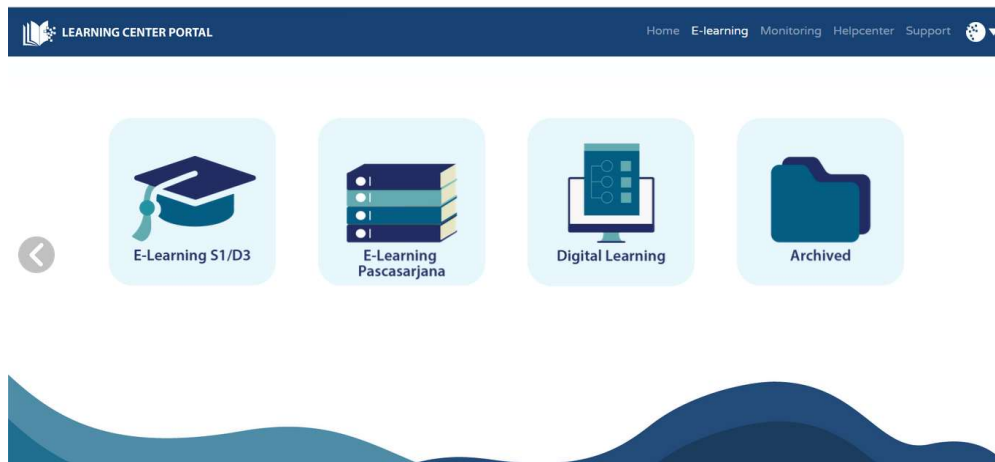 LEARNING CENTER PORTAL
Home E-learning Monitoring Helpcenter Support
E-Learning S1/D3
E-Learning
Pascasarjana
Digital Learning
Archived